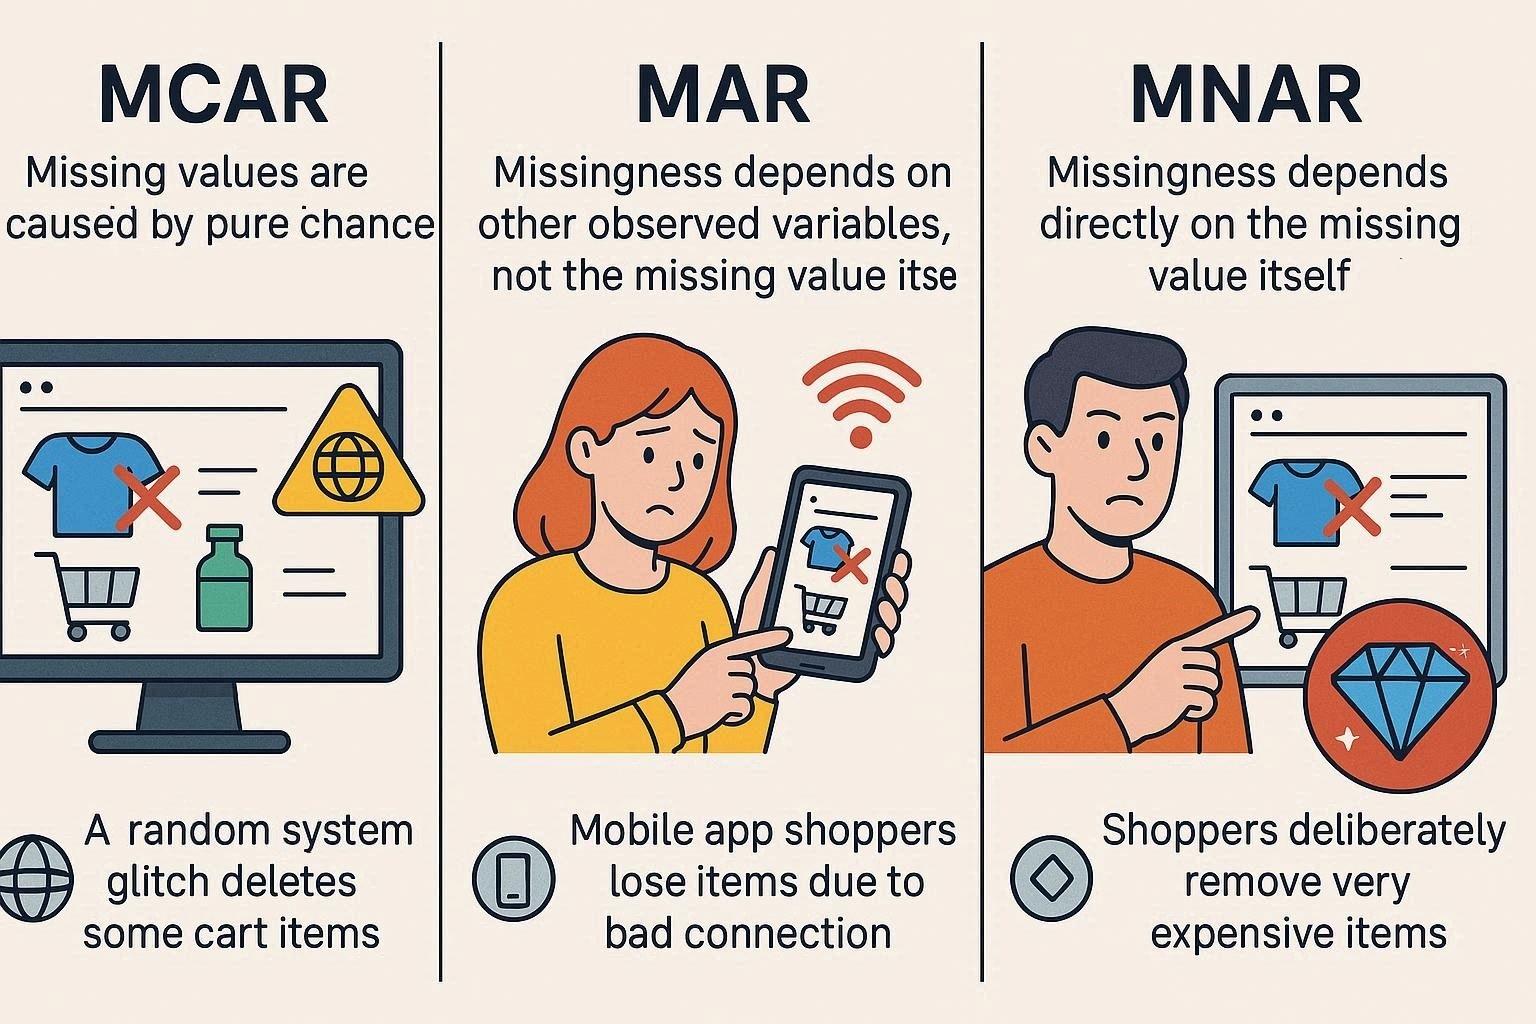 MCAR
Missing values are
caused by pure chance
A random system
glitch deletes
some cart items
MAR
Missingness depends on
other observed variables,
not the missing value itse
Mobile app shoppers
lose items due to
bad connection
MNAR
Missingness depends
directly on the missing
value itself
Shoppers deliberately
remove very
expensive items